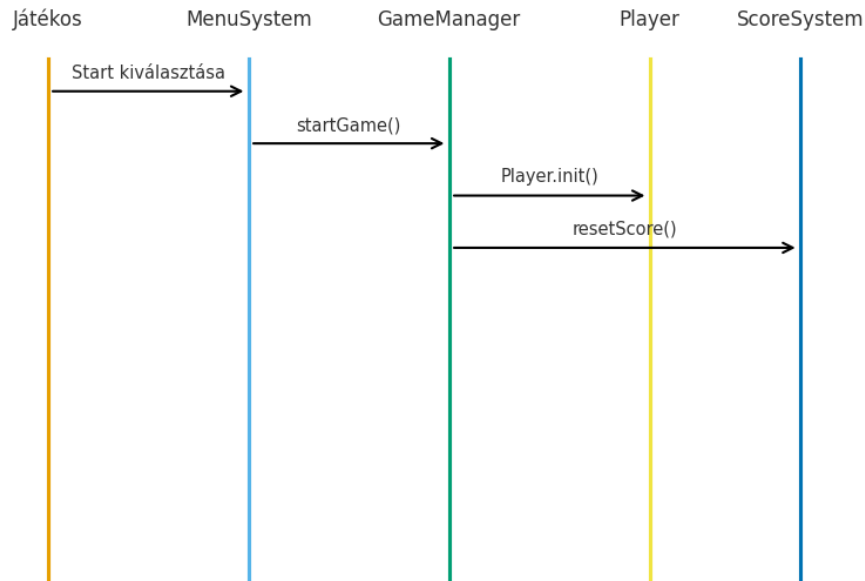 Játékos MenuSystem GameManager Player ScoreSystem
Start kiválasztása
startGame()
Player.init()
resetScore()